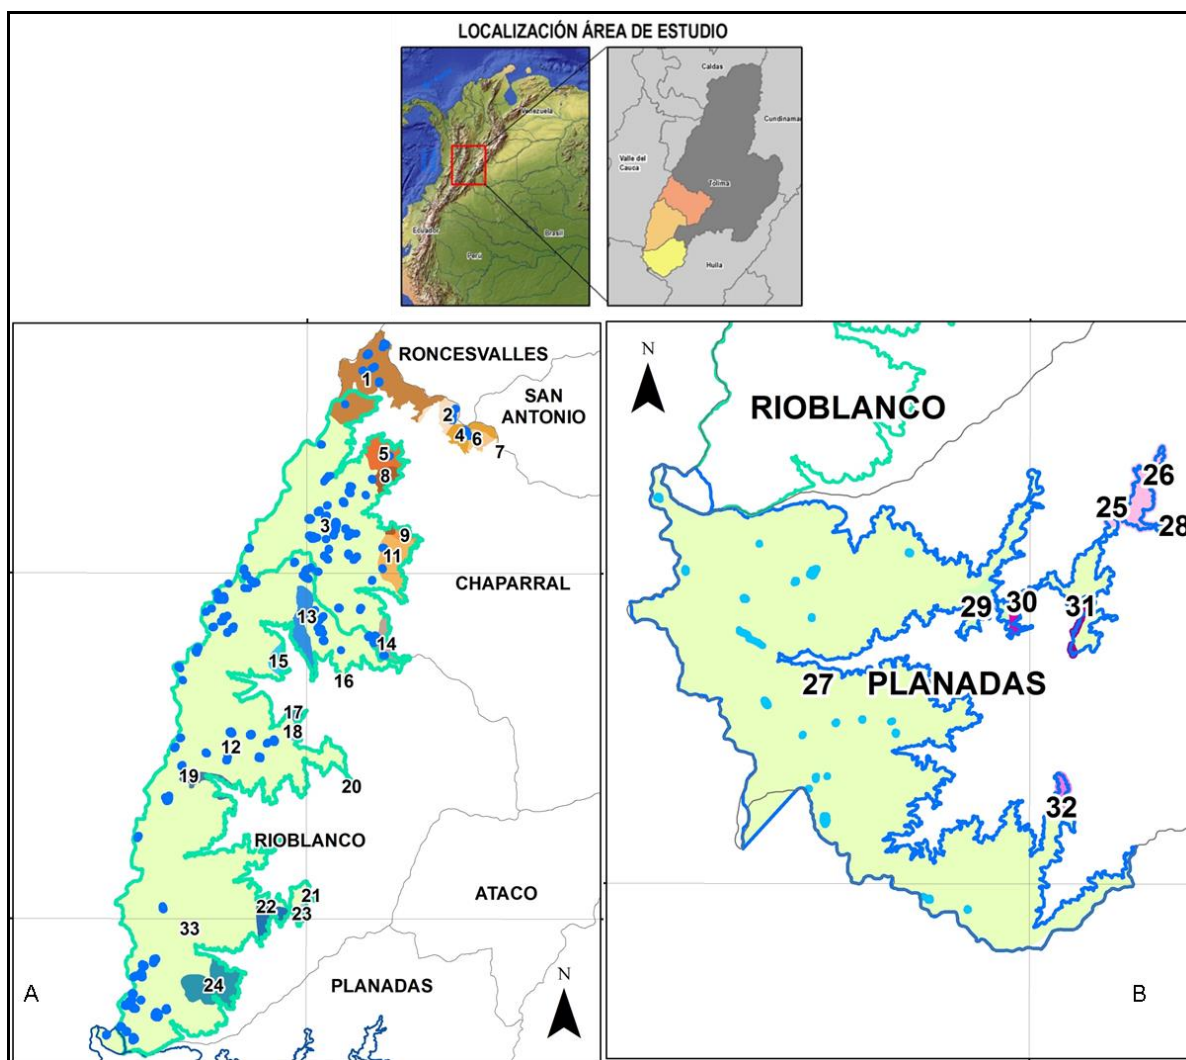 LOCALIZACIÓN ÁREA DE ESTUDIO
Venezuela
Ecuador
Perú
Brasil
Caldas
Cundinamar
Valle del
Cauca
Tolima
Huila
N
RONCESVALLES
1
SAN
ANTONIO
2
4
6
7
5
8
3
9
11
CHAPARRAL
13
14
15
16
17
18
12
19
20
RIOBLANCO
21
22
23
ATACO
33
24
PLANADAS
A
N
RIOBLANCO
26
25
28
29
30
31
27
PLANADAS
32
B